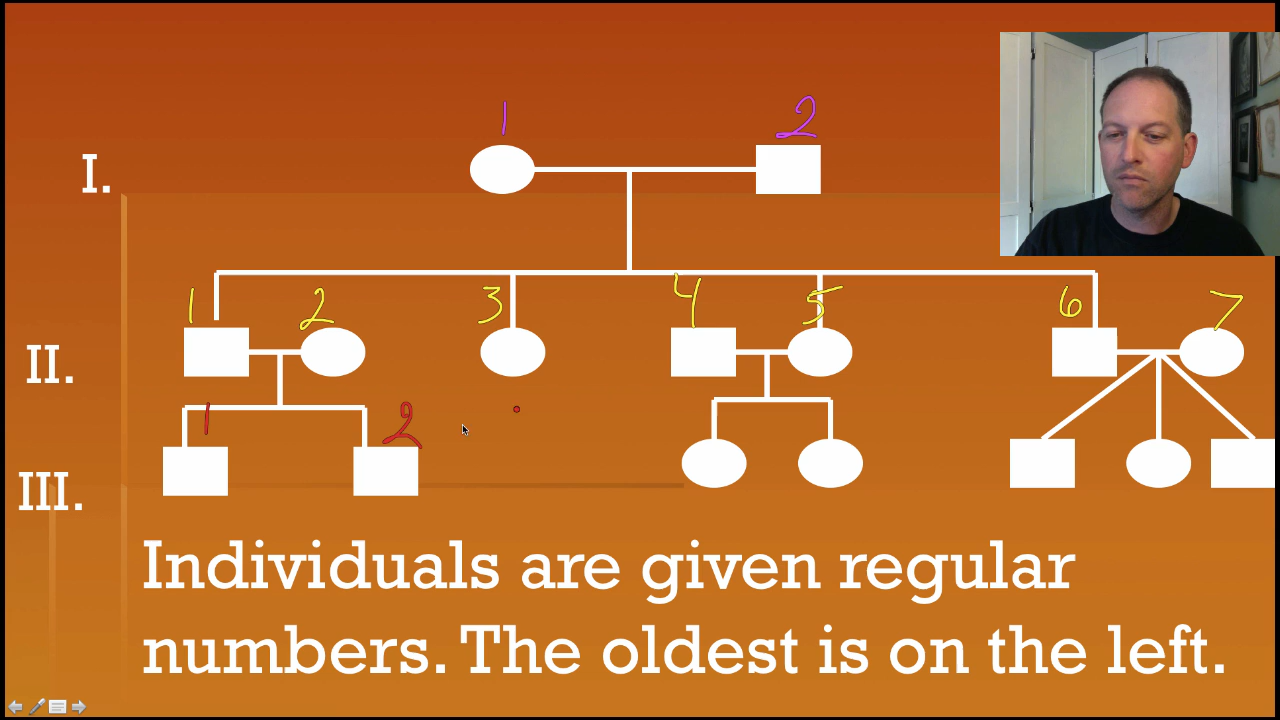 1 2
I.
1 2 3 4 5 6 7
II.
1 2
III.
Individuals are given regular
numbers. The oldest is on the left.